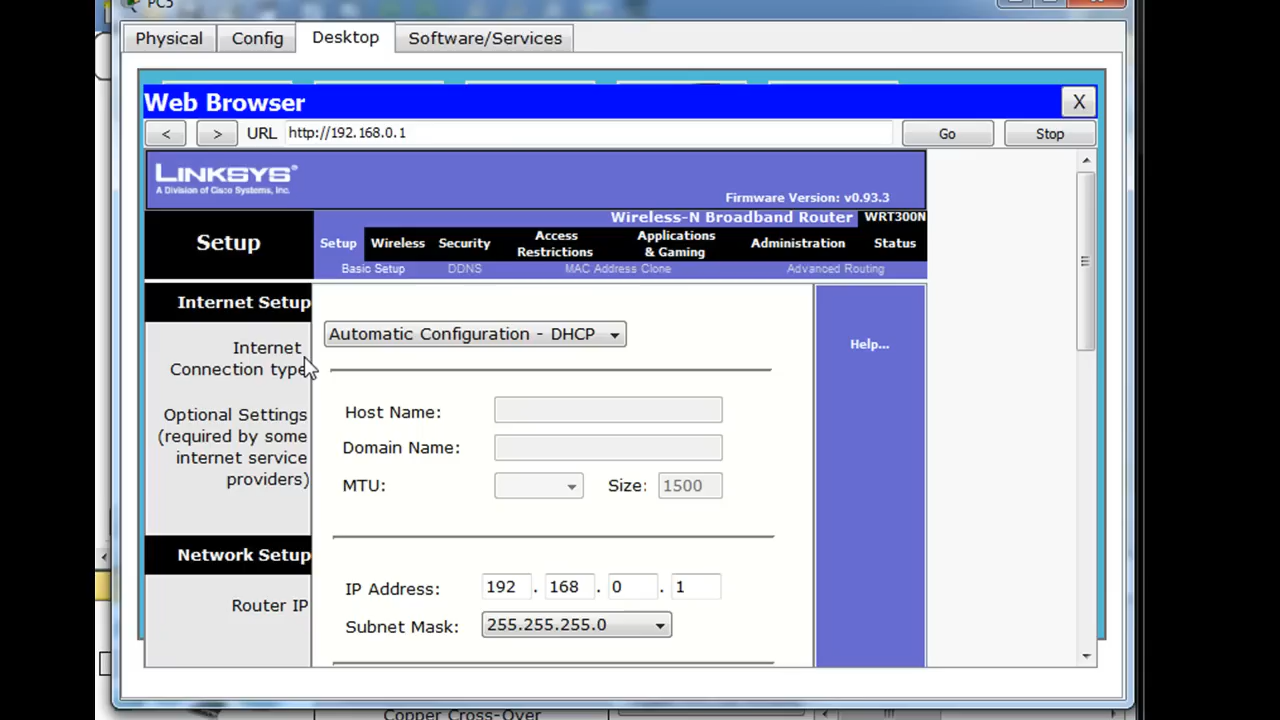 PC5
Physical Config Desktop Software/Services
Web Browser X
< > URL http://192.168.0.1 Go Stop
LINKSYS®
A Division of Cisco Systems, Inc.
Firmware Version: v0.93.3
Wireless-N Broadband Router WRT300N
Setup
Setup Wireless Security Access Restrictions Applications & Gaming Administration Status
Basic Setup DDNS MAC Address Clone Advanced Routing
Internet Setup
Internet
Connection type
Automatic Configuration - DHCP
Help...
Optional Settings
(required by some
internet service
providers)
Host Name:
Domain Name:
MTU: Size: 1500
Network Setup
Router IP
IP Address: 192 . 168 . 0 . 1
Subnet Mask: 255.255.255.0
Copper Cross-Over